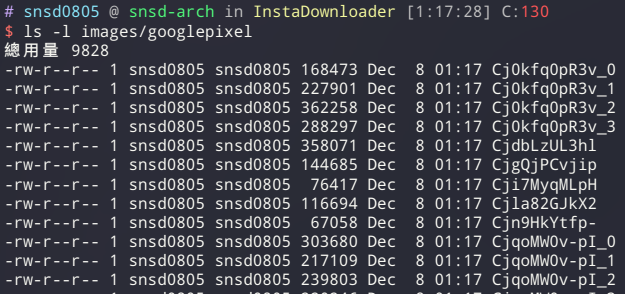 # snsd0805 @ snsd-arch in InstaDownloader [1:17:28] C:130
$ ls -l images/googlepixel
總用量 9828
-rw-r--r-- 1 snsd0805 snsd0805 168473 Dec  8 01:17 Cj0kfq0pR3v_0
-rw-r--r-- 1 snsd0805 snsd0805 227901 Dec  8 01:17 Cj0kfq0pR3v_1
-rw-r--r-- 1 snsd0805 snsd0805 362258 Dec  8 01:17 Cj0kfq0pR3v_2
-rw-r--r-- 1 snsd0805 snsd0805 288297 Dec  8 01:17 Cj0kfq0pR3v_3
-rw-r--r-- 1 snsd0805 snsd0805 358071 Dec  8 01:17 CjdbLzUL3hl
-rw-r--r-- 1 snsd0805 snsd0805 144685 Dec  8 01:17 CjgQjPCvjip
-rw-r--r-- 1 snsd0805 snsd0805  76417 Dec  8 01:17 Cji7MyqMLpH
-rw-r--r-- 1 snsd0805 snsd0805 116694 Dec  8 01:17 Cjla82GJkX2
-rw-r--r-- 1 snsd0805 snsd0805  67058 Dec  8 01:17 Cjn9HkYtfp-
-rw-r--r-- 1 snsd0805 snsd0805 303680 Dec  8 01:17 CjqoMW0v-pI_0
-rw-r--r-- 1 snsd0805 snsd0805 217109 Dec  8 01:17 CjqoMW0v-pI_1
-rw-r--r-- 1 snsd0805 snsd0805 239803 Dec  8 01:17 CjqoMW0v-pI_2